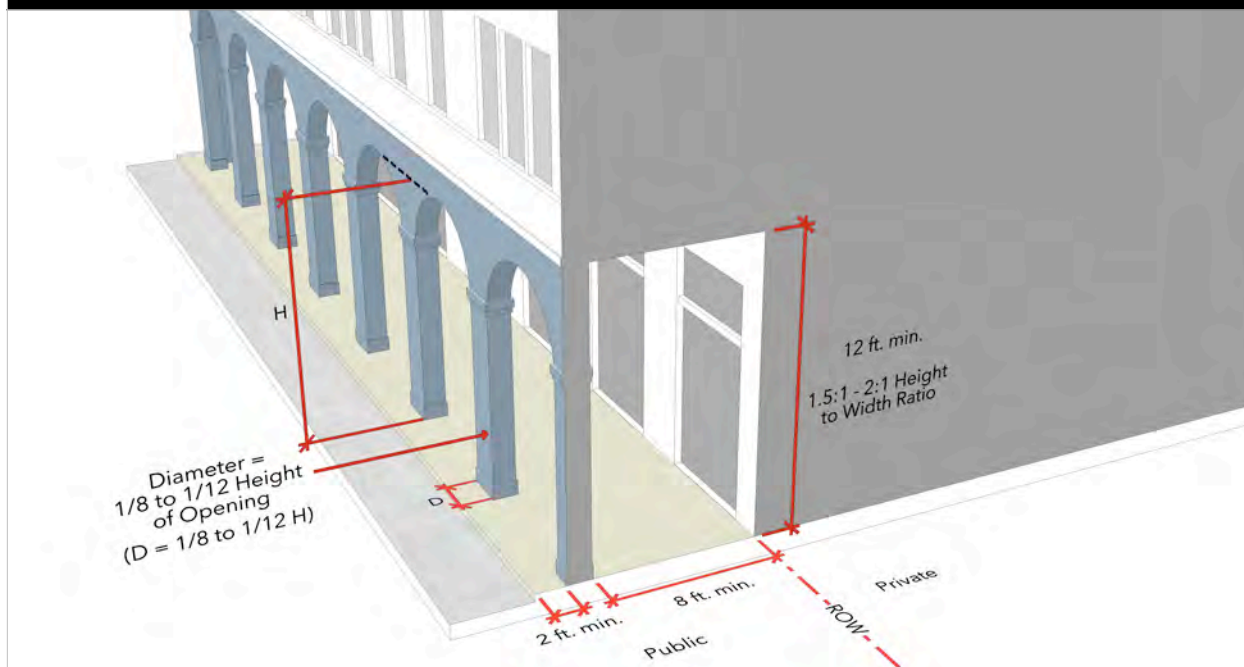 H
12 ft. min.
1.5:1 - 2:1 Height
to Width Ratio
Diameter =
1/8 to 1/12 Height
of Opening
(D = 1/8 to 1/12 H)
D
2 ft. min.
8 ft. min.
Public
ROW
Private